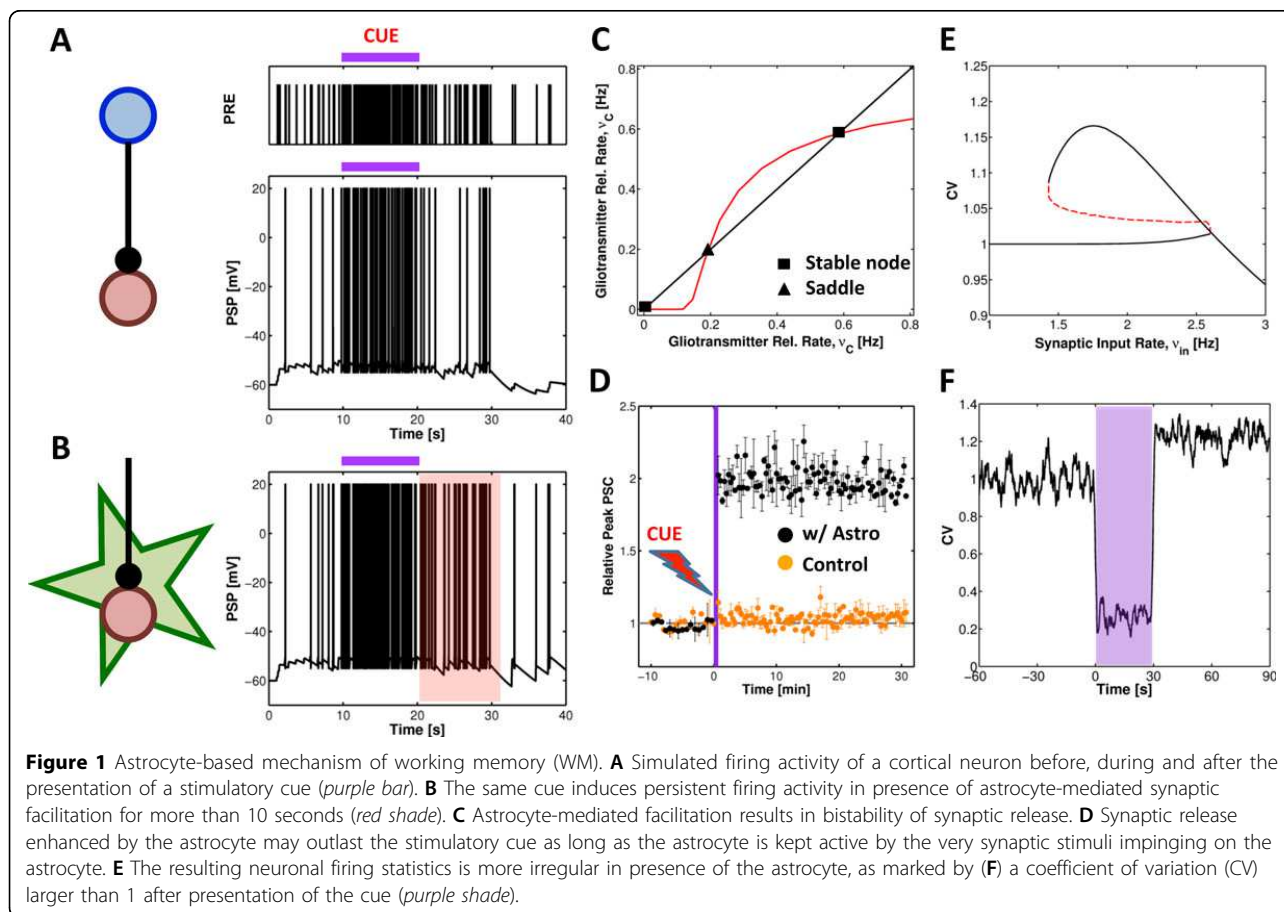 A
CUE
PRE
PSP [mV]
20
0
−20
−40
−60
0 10 20 30 40
Time [s]
B
PSP [mV]
20
0
−20
−40
−60
0 10 20 30 40
Time [s]
C
Gliotransmitter Rel. Rate, νC [Hz]
0.8
0.6
0.4
0.2
0
0 0.2 0.4 0.6 0.8
Gliotransmitter Rel. Rate, νC [Hz]
Stable node
Saddle
D
Relative Peak PSC
2.5
2
1.5
1
−10 0 10 20 30
Time [min]
CUE
w/ Astro
Control
E
CV
1.25
1.2
1.15
1.1
1.05
1
0.95
0.9
1 1.5 2 2.5 3
Synaptic Input Rate, νin [Hz]
F
CV
1.4
1.2
1
0.8
0.6
0.4
0.2
0
−60 −30 0 30 60 90
Time [s]
Figure 1 Astrocyte-based mechanism of working memory (WM). A Simulated firing activity of a cortical neuron before, during and after the
presentation of a stimulatory cue (purple bar). B The same cue induces persistent firing activity in presence of astrocyte-mediated synaptic
facilitation for more than 10 seconds (red shade). C Astrocyte-mediated facilitation results in bistability of synaptic release. D Synaptic release
enhanced by the astrocyte may outlast the stimulatory cue as long as the astrocyte is kept active by the very synaptic stimuli impinging on the
astrocyte. E The resulting neuronal firing statistics is more irregular in presence of the astrocyte, as marked by (F) a coefficient of variation (CV)
larger than 1 after presentation of the cue (purple shade).